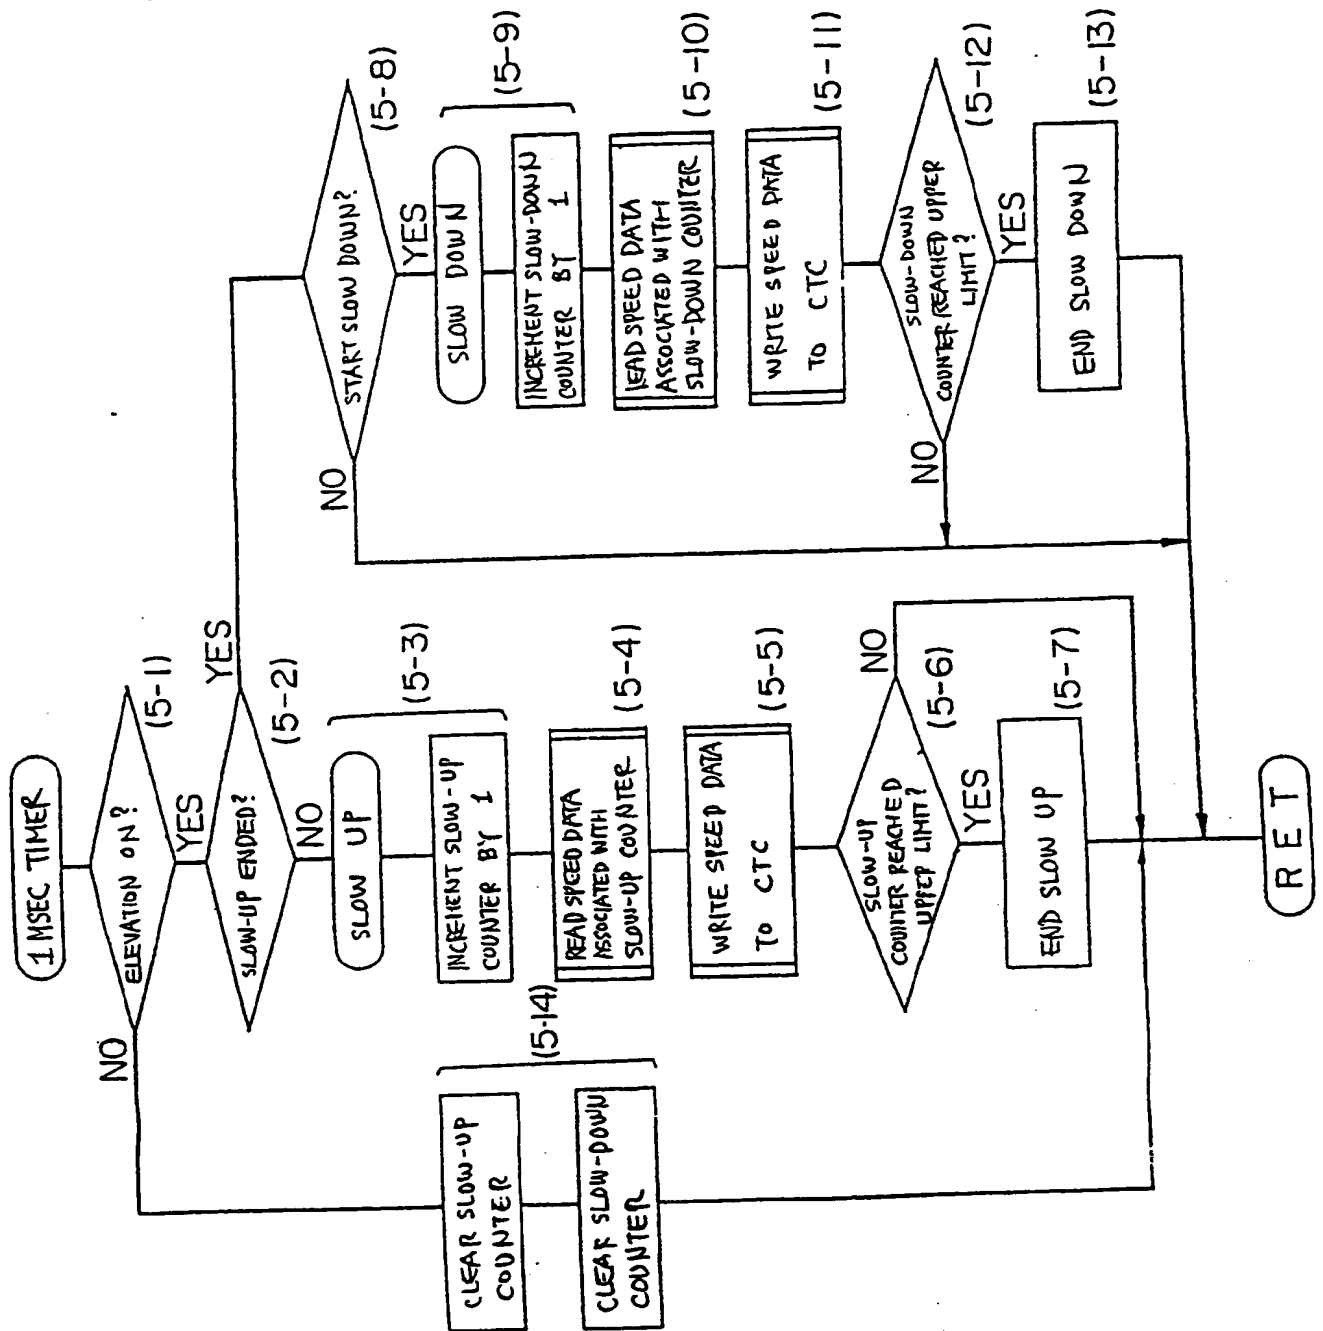 1 MSEC TIMER
ELEVATION ON?
(5-1)
NO
YES
SLOW-UP ENDED?
(5-2)
YES
NO
SLOW UP
(5-3)
INCREMENT SLOW-UP
COUNTER BY 1
READ SPEED DATA
ASSOCIATED WITH
SLOW-UP COUNTER
(5-4)
WRITE SPEED DATA
TO CTC
(5-5)
SLOW-UP
COUNTER REACHED
UPPER LIMIT?
(5-6)
NO
YES
END SLOW UP
(5-7)
RET
CLEAR SLOW-UP
COUNTER
CLEAR SLOW-DOWN
COUNTER
(5-14)
START SLOW DOWN?
(5-8)
NO
YES
SLOW DOWN
(5-9)
INCREMENT SLOW-DOWN
COUNTER BY 1
LEAD SPEED DATA
ASSOCIATED WITH
SLOW-DOWN COUNTER
(5-10)
WRITE SPEED DATA
TO CTC
(5-11)
SLOW-DOWN
COUNTER REACHED UPPER
LIMIT?
(5-12)
NO
YES
END SLOW DOWN
(5-13)